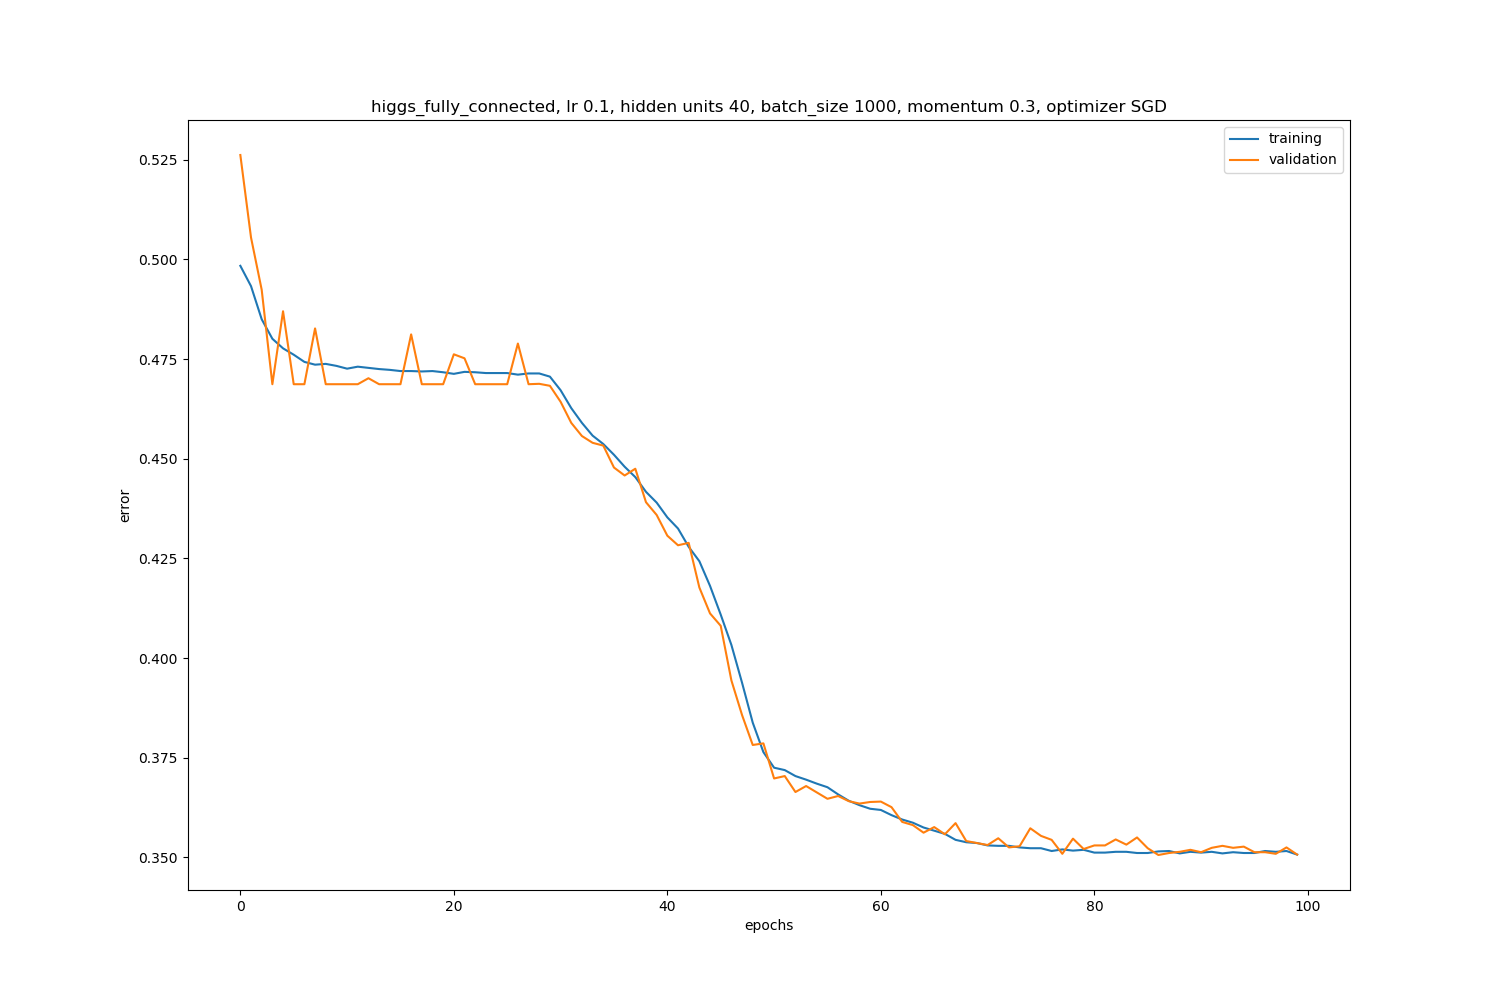 higgs_fully_connected, lr 0.1, hidden units 40, batch_size 1000, momentum 0.3, optimizer SGD
training
validation
0.525
0.500
0.475
0.450
0.425
0.400
0.375
0.350
error
0 20 40 60 80 100
epochs